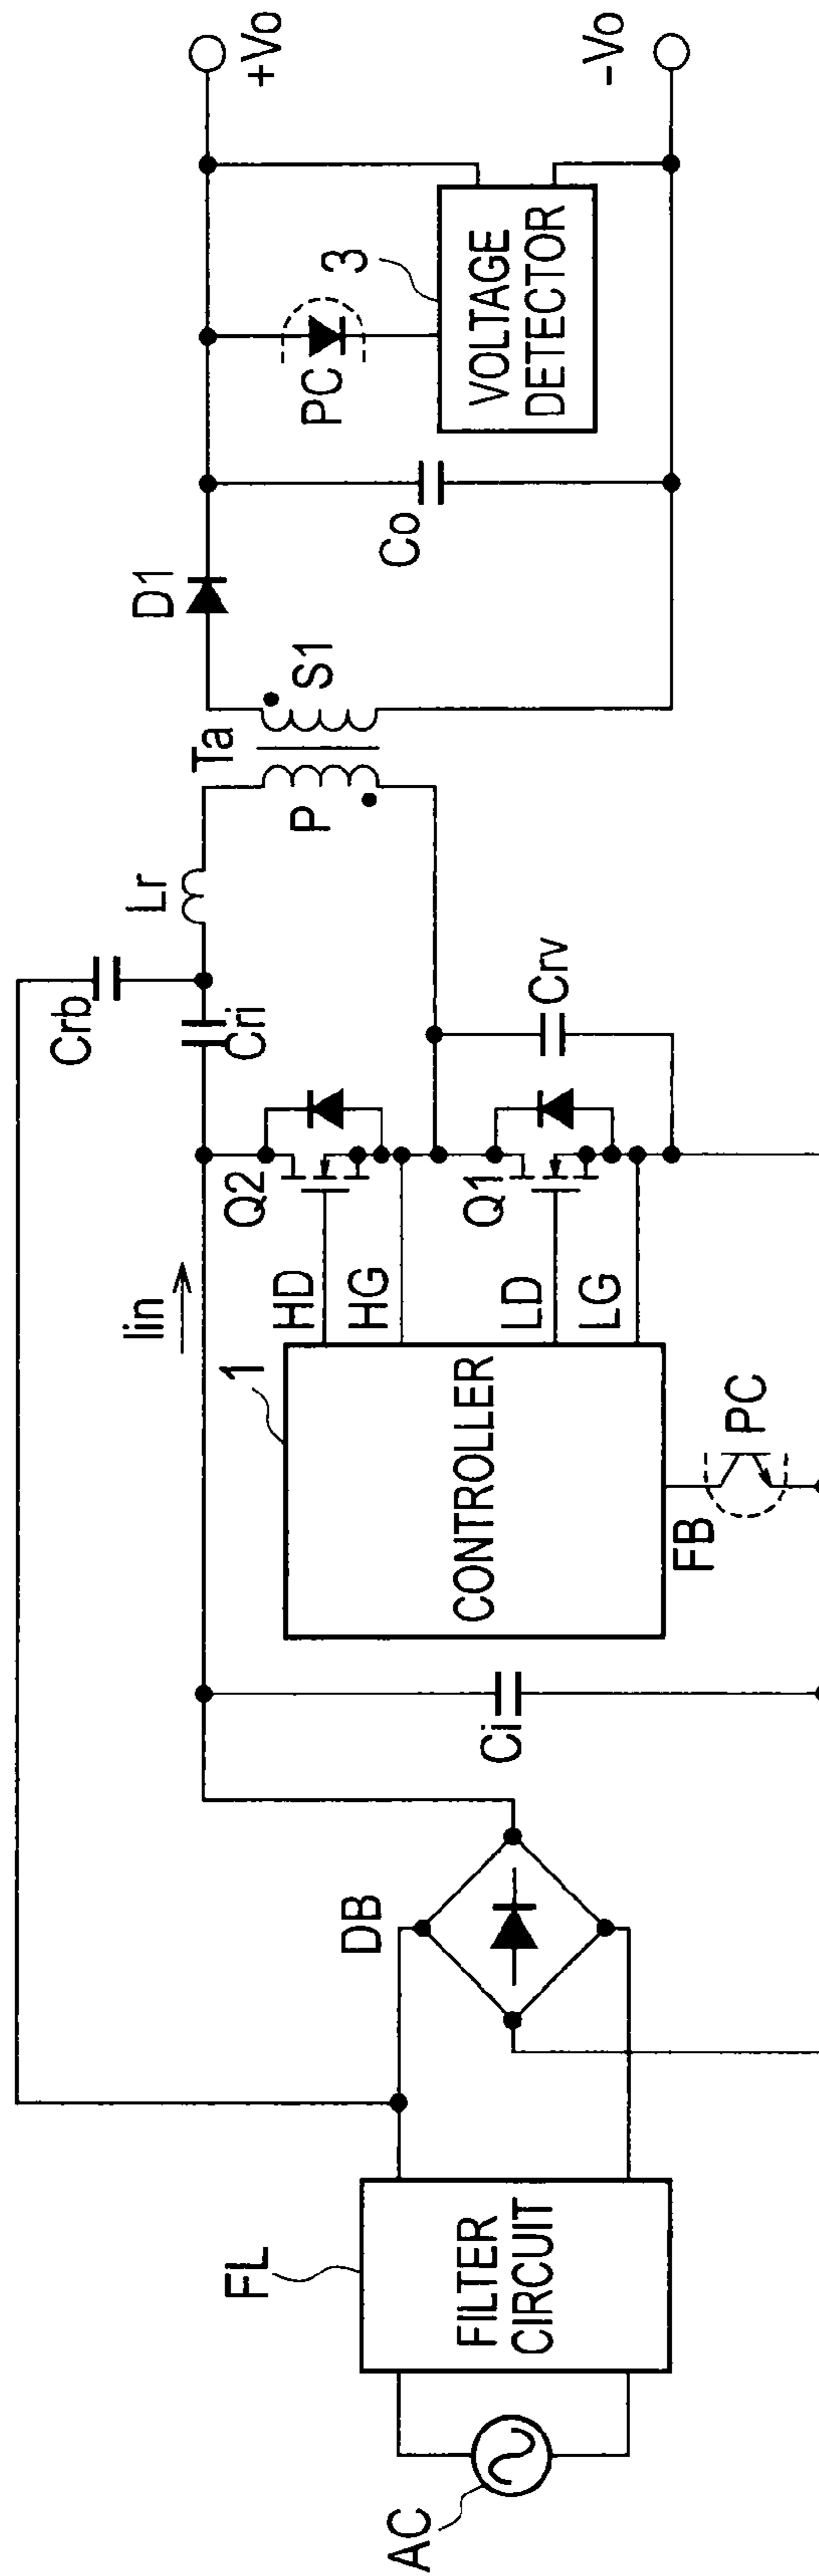 AC
FL
FILTER
CIRCUIT
DB
Ci
Iin
1
CONTROLLER
HD
HG
LD
LG
FB
PC
Q2
Q1
Crb
Cri
Crv
Lr
Ta
P
S1
D1
Co
PC
3
VOLTAGE
DETECTOR
+Vo
-Vo